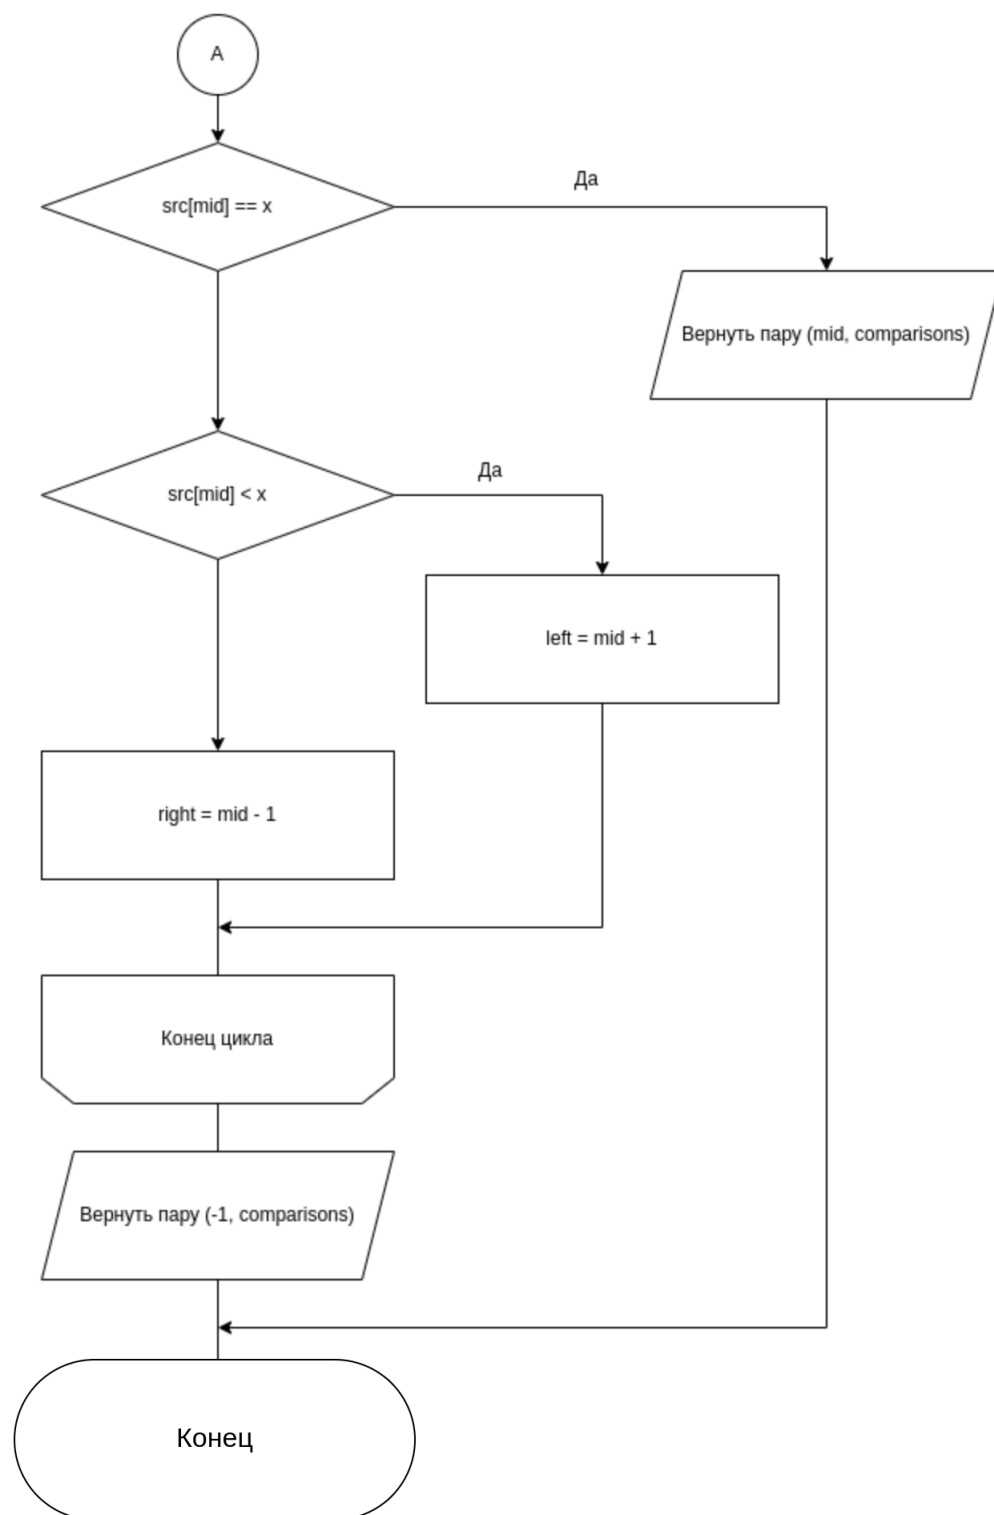 A
Да
src[mid] == x
Вернуть пару (mid, comparisons)
Да
src[mid] < x
left = mid + 1
right = mid - 1
Конец цикла
Вернуть пару (-1, comparisons)
Конец